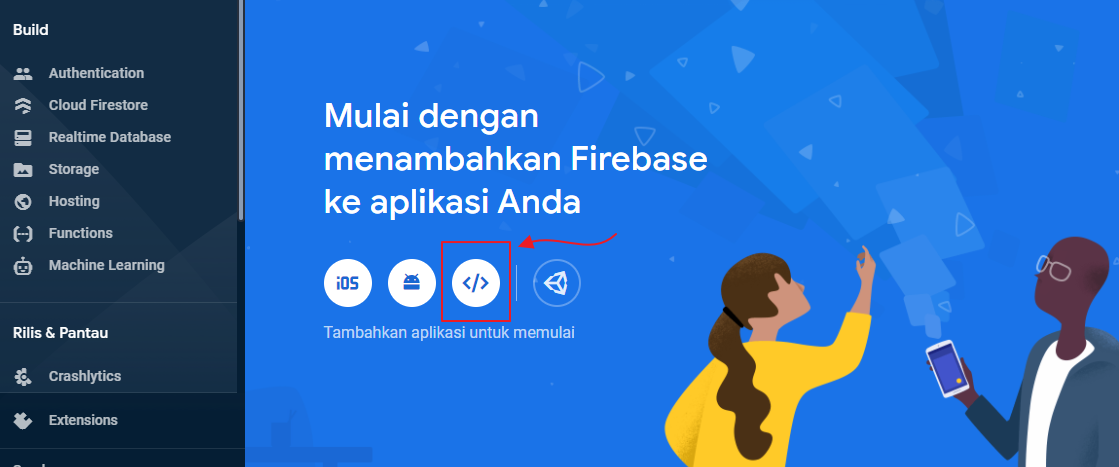 Build
Authentication
Cloud Firestore
Realtime Database
Storage
Hosting
Functions
Machine Learning
Rilis & Pantau
Crashlytics
Extensions
Mulai dengan
menambahkan Firebase
ke aplikasi Anda
iOS
</>
Tambahkan aplikasi untuk memulai